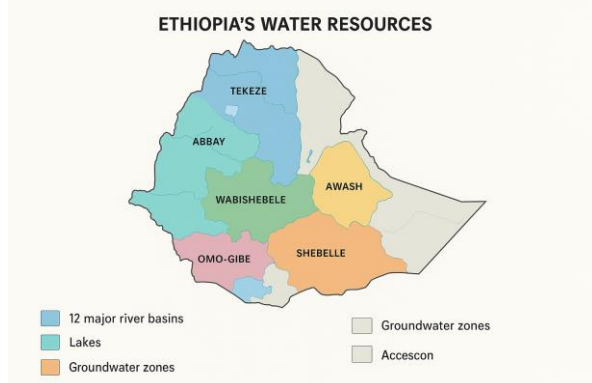 ETHIOPIA'S WATER RESOURCES
TEKEZE
ABBAY
AWASH
WABISHEBELE
SHEBELLE
OMO-GIBE
12 major river basins
Lakes
Groundwater zones
Groundwater zones
Accescon